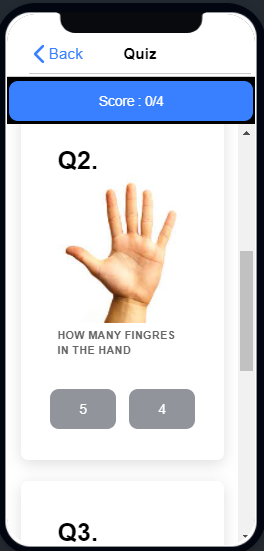 Back Quiz
Score : 0/4
Q2.
HOW MANY FINGRES
IN THE HAND
5 4
Q3.